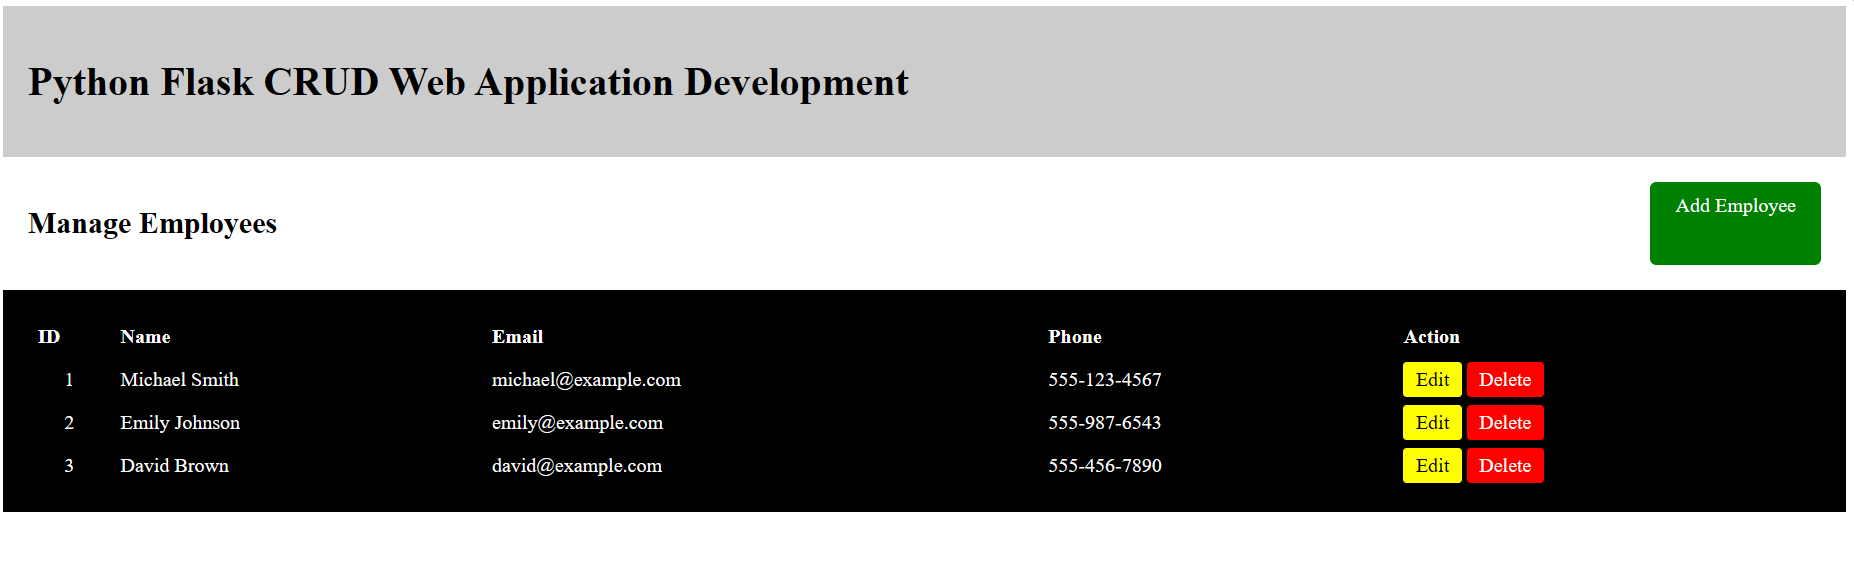 Python Flask CRUD Web Application Development
Manage Employees
Add Employee
ID Name Email Phone Action
1 Michael Smith michael@example.com 555-123-4567 Edit Delete
2 Emily Johnson emily@example.com 555-987-6543 Edit Delete
3 David Brown david@example.com 555-456-7890 Edit Delete